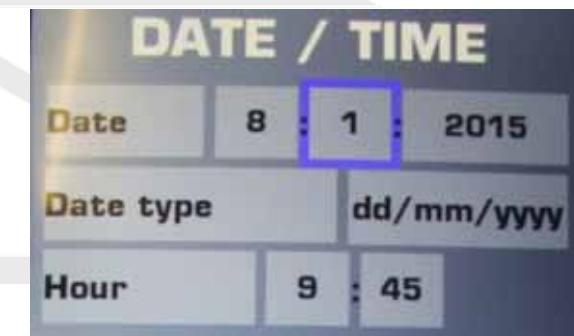 DATE / TIME
Date 8 : 1 : 2015
Date type dd/mm/yyyy
Hour 9 : 45